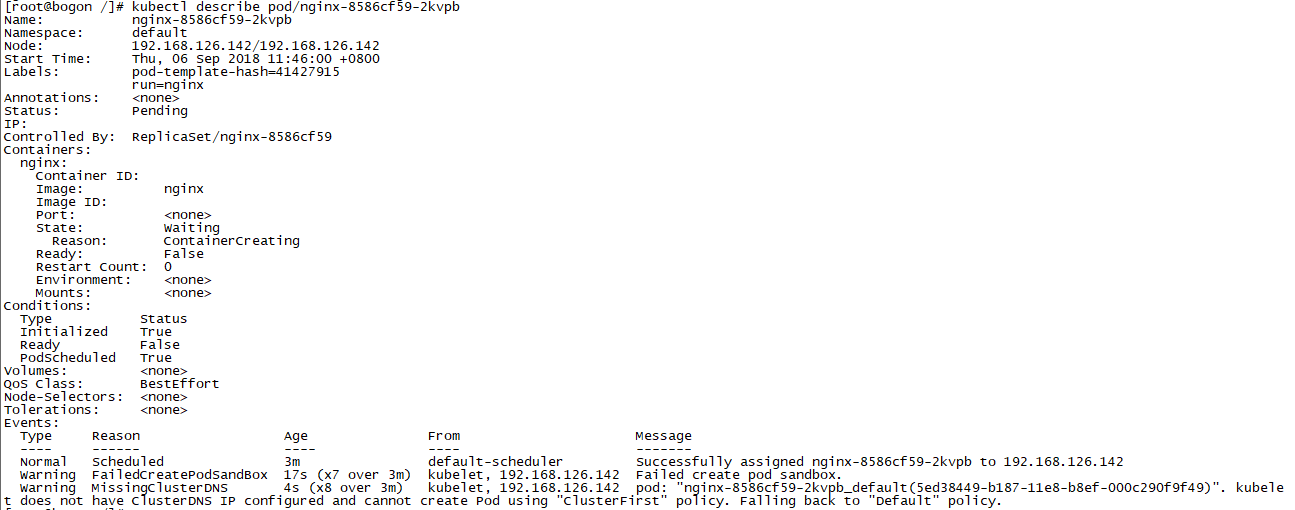 [root@bogon /]# kubectl describe pod/nginx-8586cf59-2kvpb
Name:           nginx-8586cf59-2kvpb
Namespace:      default
Node:           192.168.126.142/192.168.126.142
Start Time:     Thu, 06 Sep 2018 11:46:00 +0800
Labels:         pod-template-hash=41427915
                run=nginx
Annotations:    <none>
Status:         Pending
IP:
Controlled By:  ReplicaSet/nginx-8586cf59
Containers:
  nginx:
    Container ID:
    Image:          nginx
    Image ID:
    Port:           <none>
    State:          Waiting
      Reason:       ContainerCreating
    Ready:          False
    Restart Count:  0
    Environment:    <none>
    Mounts:         <none>
Conditions:
  Type           Status
  Initialized    True
  Ready          False
  PodScheduled   True
Volumes:         <none>
QoS Class:       BestEffort
Node-Selectors:  <none>
Tolerations:     <none>
Events:
  Type     Reason                  Age               From                      Message
  ----     ------                  ----              ----                      -------
  Normal   Scheduled               3m                default-scheduler         Successfully assigned nginx-8586cf59-2kvpb to 192.168.126.142
  Warning  FailedCreatePodSandBox  17s (x7 over 3m)  kubelet, 192.168.126.142  Failed create pod sandbox.
  Warning  MissingClusterDNS       4s (x8 over 3m)   kubelet, 192.168.126.142  pod: "nginx-8586cf59-2kvpb_default(5ed38449-b187-11e8-b8ef-000c290f9f49)". kubele
t does not have ClusterDNS IP configured and cannot create Pod using "ClusterFirst" policy. Falling back to "Default" policy.